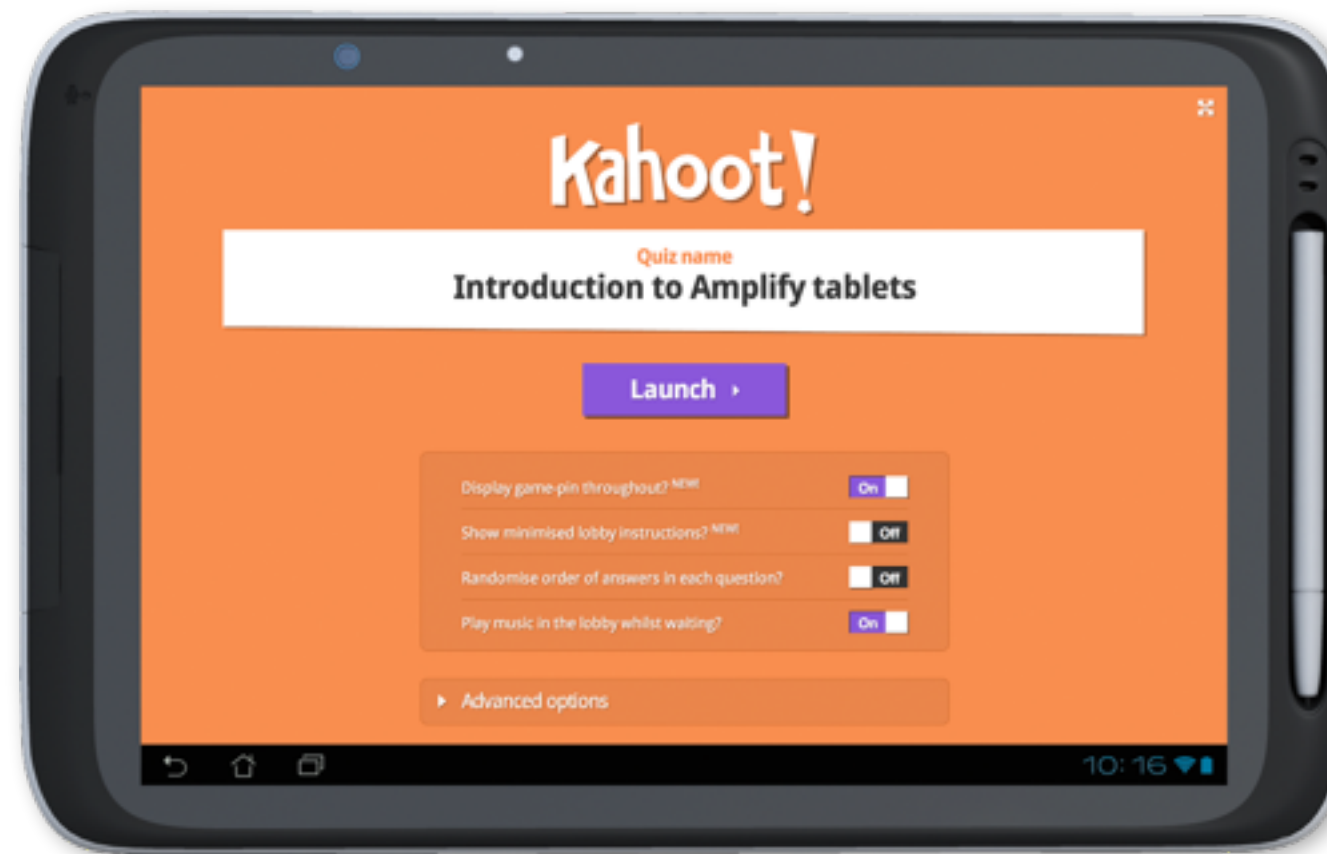 Kahoot!
Quiz name
Introduction to Amplify tablets
Launch
Display game-pin throughout? NEW!
On
Show minimised lobby instructions? NEW!
Off
Randomise order of answers in each question?
Off
Play music in the lobby whilst waiting?
On
Advanced options
10:16